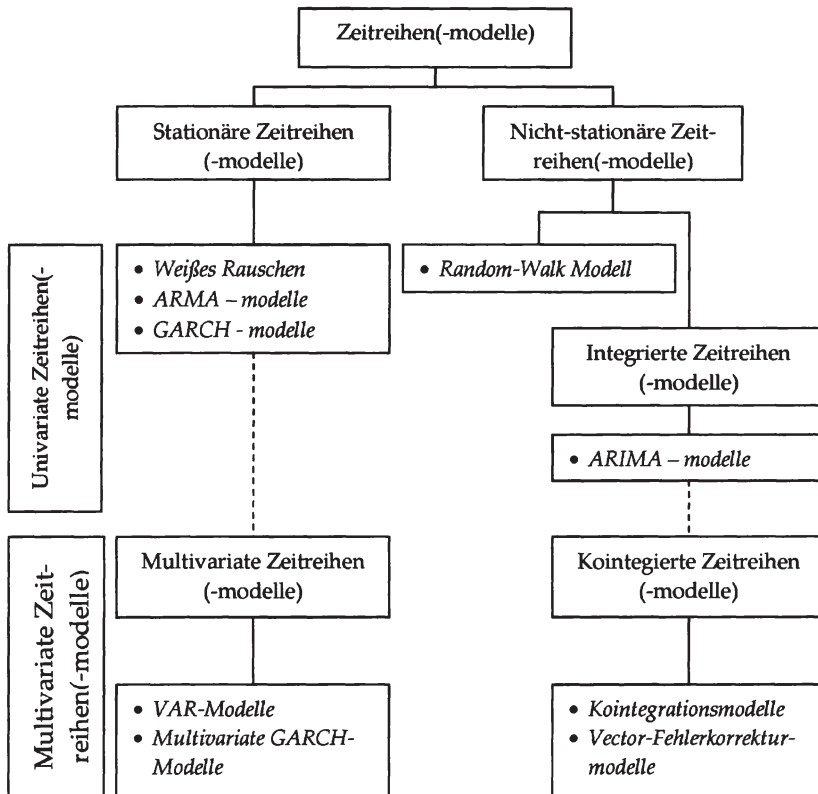 Zeitreihen(-modelle)
Stationäre Zeitreihen
(-modelle)
Nicht-stationäre Zeit-
reihen(-modelle)
Univariate Zeitreihen(-
modelle)
• Weißes Rauschen
• ARMA – modelle
• GARCH - modelle
• Random-Walk Modell
Integrierte Zeitreihen
(-modelle)
• ARIMA – modelle
Multivariate Zeit-
reihen(-modelle)
Multivariate Zeitreihen
(-modelle)
Kointegierte Zeitreihen
(-modelle)
• VAR-Modelle
• Multivariate GARCH-
Modelle
• Kointegrationsmodelle
• Vector-Fehlerkorrektur-
modelle